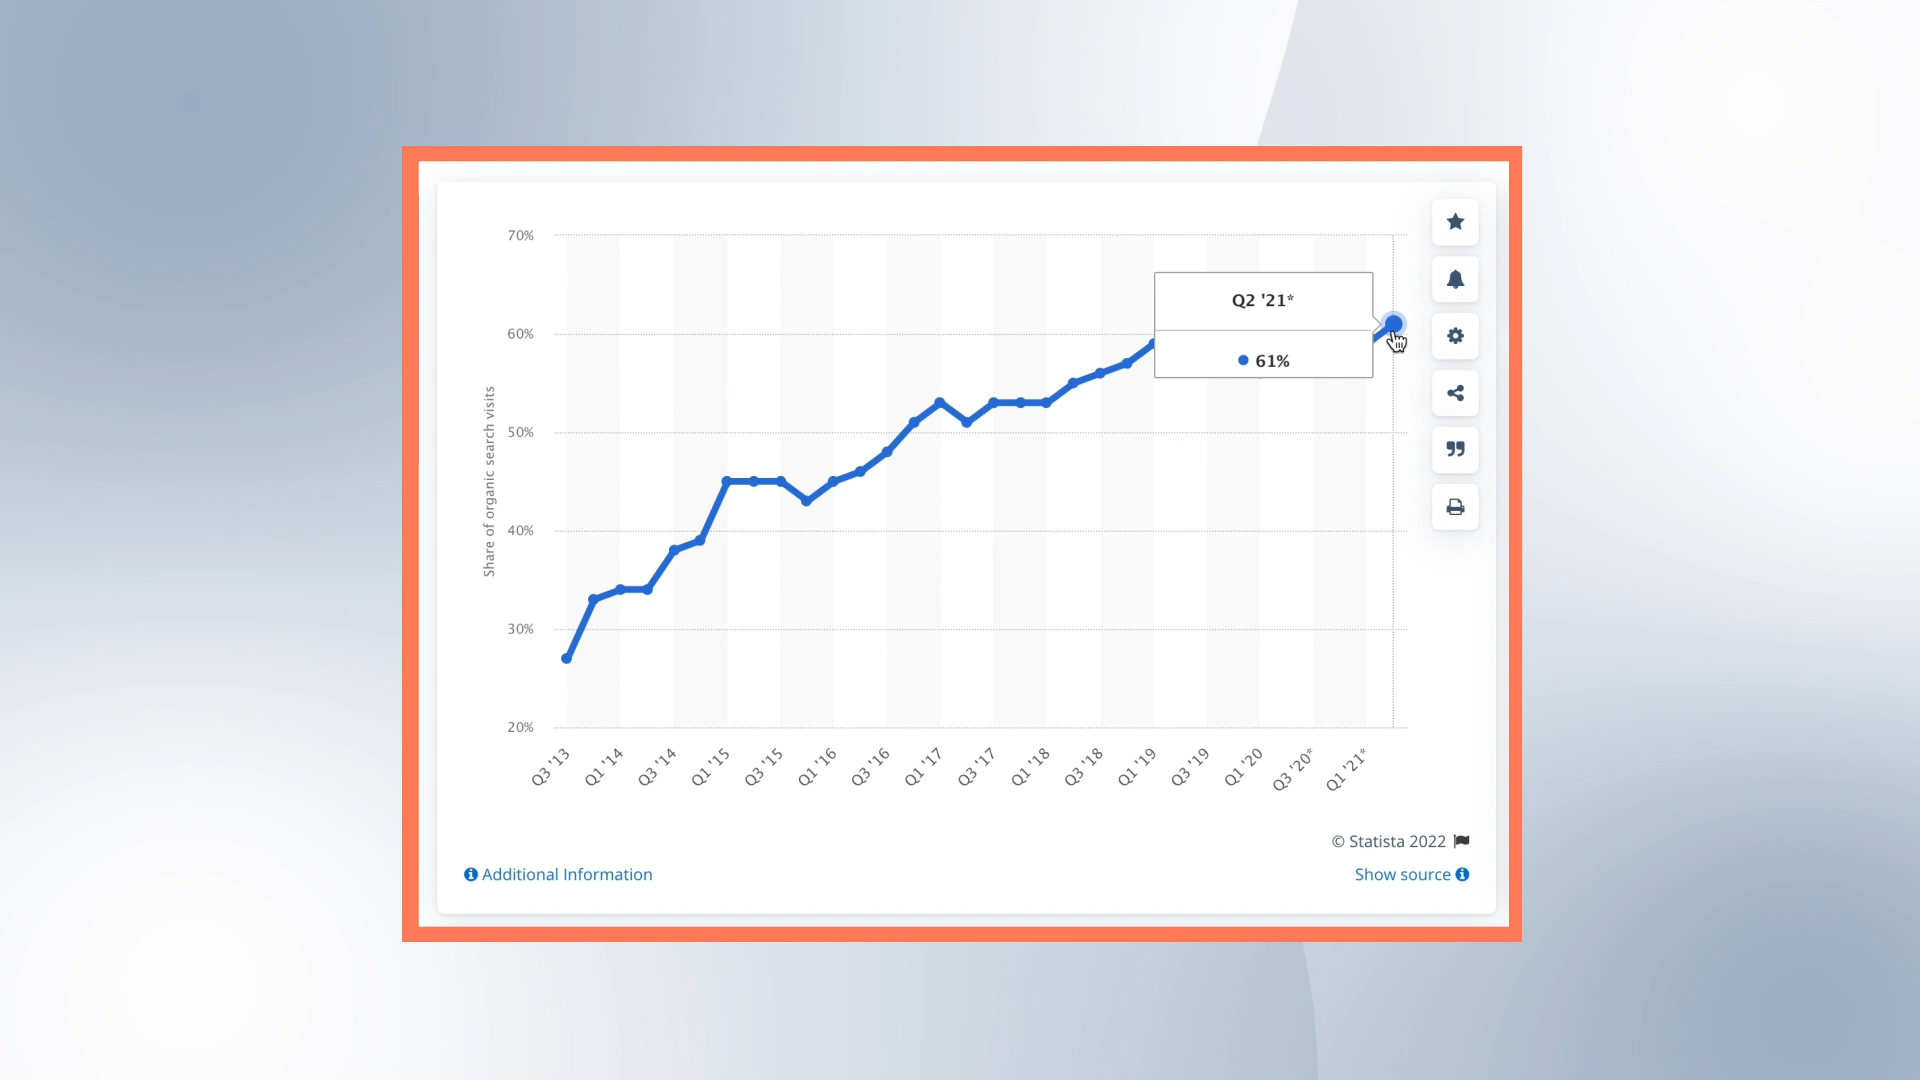 70%
60%
50%
40%
30%
20%
Share of organic search visits
Q2 '21*
61%
Q3 '13
Q1 '14
Q3 '14
Q1 '15
Q3 '15
Q1 '16
Q3 '16
Q1 '17
Q3 '17
Q1 '18
Q3 '18
Q1 '19
Q3 '19
Q1 '20
Q3 '20*
Q1 '21*
© Statista 2022
Additional Information
Show source